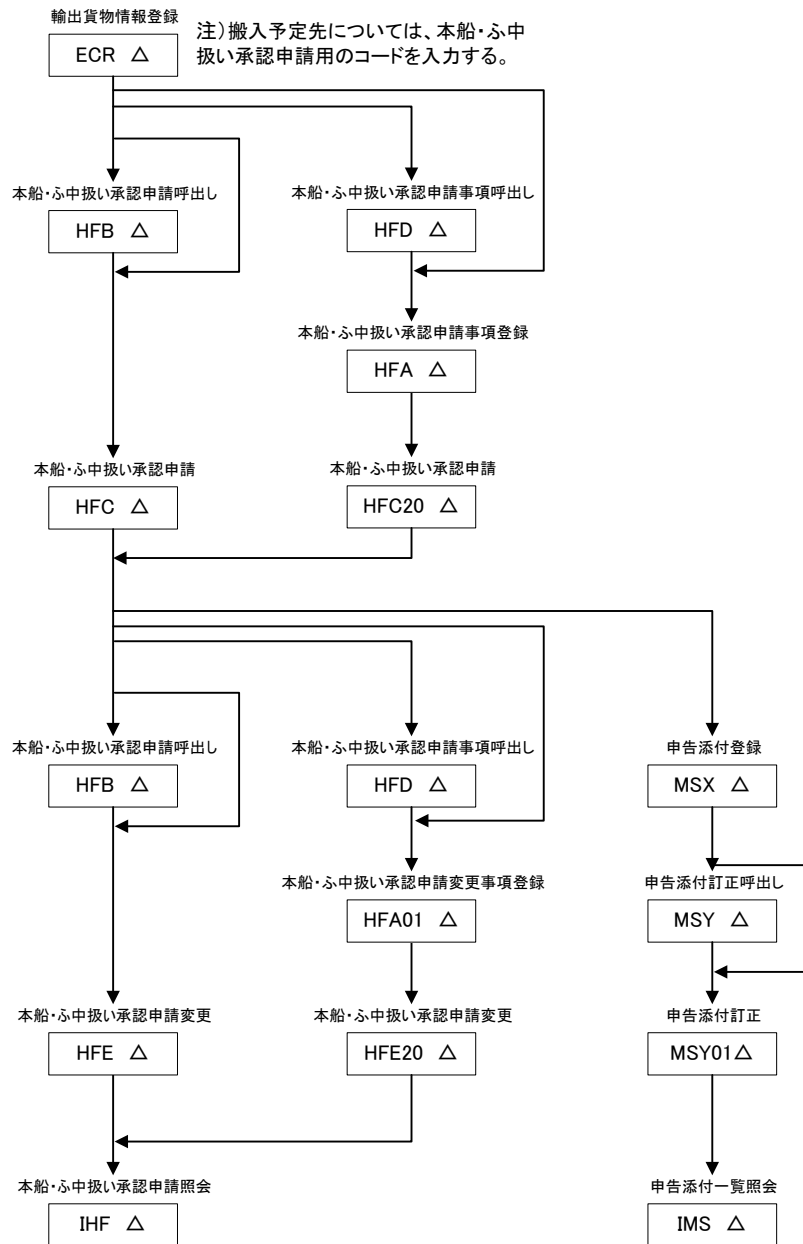 輸出貨物情報登録
ECR △
注)搬入予定先については、本船・ふ中
扱い承認申請用のコードを入力する。
本船・ふ中扱い承認申請呼出し
HFB △
本船・ふ中扱い承認申請事項呼出し
HFD △
本船・ふ中扱い承認申請事項登録
HFA △
本船・ふ中扱い承認申請
HFC △
本船・ふ中扱い承認申請
HFC20 △
本船・ふ中扱い承認申請呼出し
HFB △
本船・ふ中扱い承認申請事項呼出し
HFD △
申告添付登録
MSX △
本船・ふ中扱い承認申請変更事項登録
HFA01 △
申告添付訂正呼出し
MSY △
本船・ふ中扱い承認申請変更
HFE △
本船・ふ中扱い承認申請変更
HFE20 △
申告添付訂正
MSY01△
本船・ふ中扱い承認申請照会
IHF △
申告添付一覧照会
IMS △